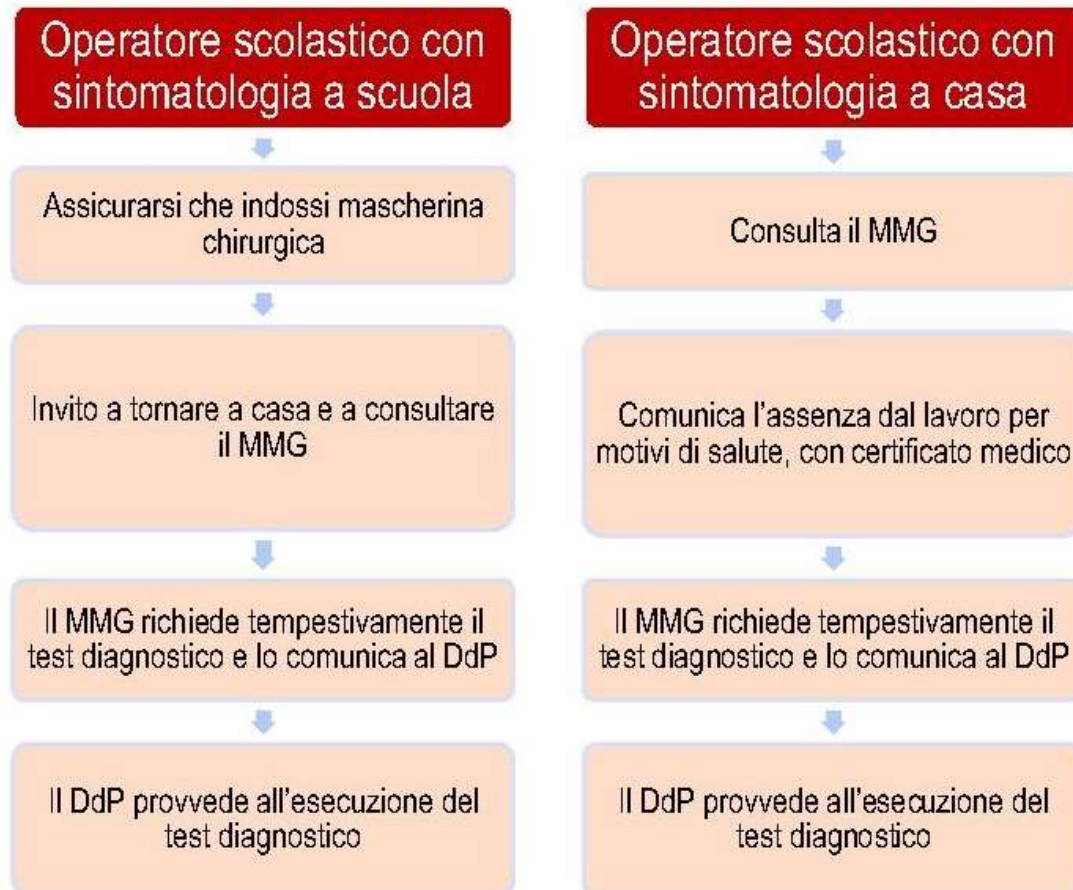 Operatore scolastico con
sintomatologia a scuola
Assicurarsi che indossi mascherina
chirurgica
Invito a tornare a casa e a consultare
il MMG
Il MMG richiede tempestivamente il
test diagnostico e lo comunica al DdP
Il DdP provvede all'esecuzione del
test diagnostico
Operatore scolastico con
sintomatologia a casa
Consulta il MMG
Comunica l'assenza dal lavoro per
motivi di salute, con certificato medico
Il MMG richiede tempestivamente il
test diagnostico e lo comunica al DdP
Il DdP provvede all'esecuzione del
test diagnostico